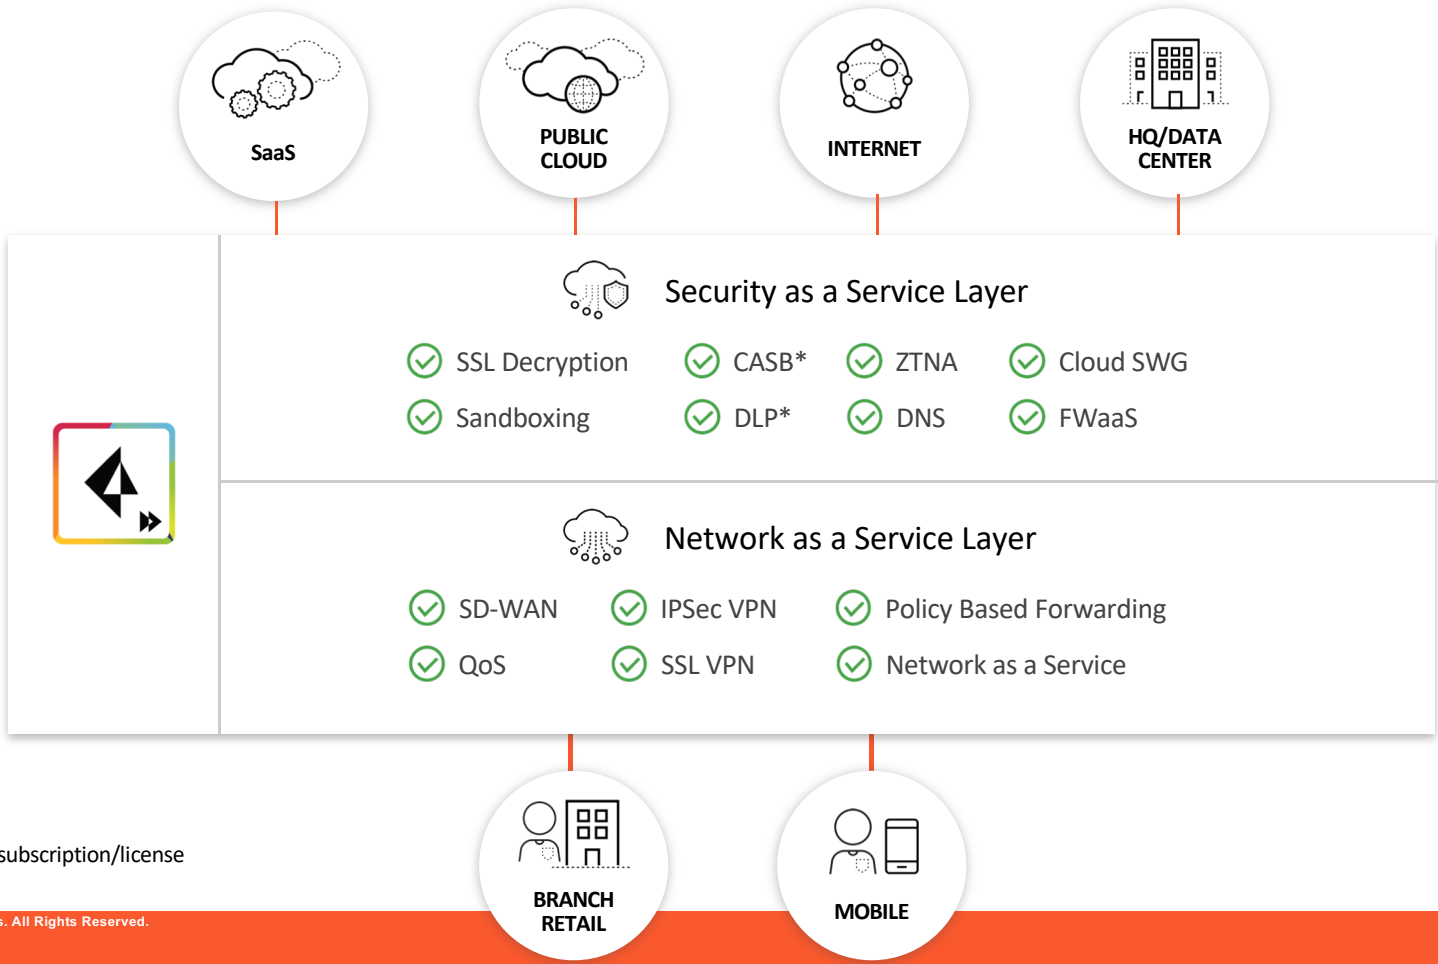 SaaS
PUBLIC
CLOUD
INTERNET
HQ/DATA
CENTER
Security as a Service Layer
SSL Decryption
CASB*
ZTNA
Cloud SWG
Sandboxing
DLP*
DNS
FWaaS
Network as a Service Layer
SD-WAN
IPSec VPN
Policy Based Forwarding
QoS
SSL VPN
Network as a Service
subscription/license
BRANCH
RETAIL
MOBILE
s. All Rights Reserved.